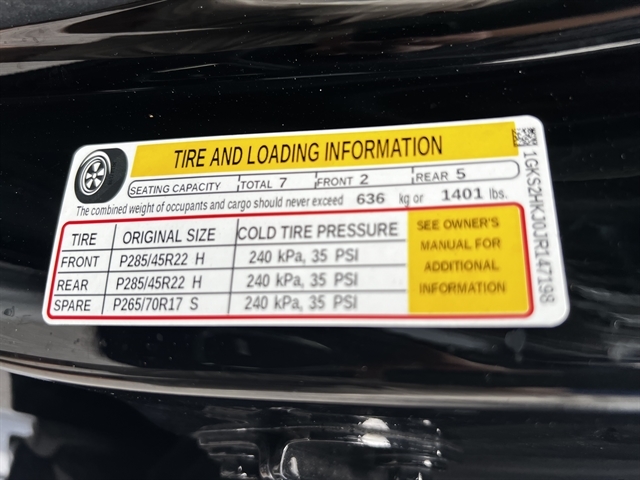 TIRE AND LOADING INFORMATION
SEATING CAPACITY TOTAL 7 FRONT 2 REAR 5
The combined weight of occupants and cargo should never exceed 636 kg or 1401 lbs.
TIRE ORIGINAL SIZE COLD TIRE PRESSURE
FRONT P285/45R22 H 240 kPa, 35 PSI
REAR P285/45R22 H 240 kPa, 35 PSI
SPARE P265/70R17 S 240 kPa, 35 PSI
SEE OWNER'S
MANUAL FOR
ADDITIONAL
INFORMATION
1GKS2HKJ0JR147198